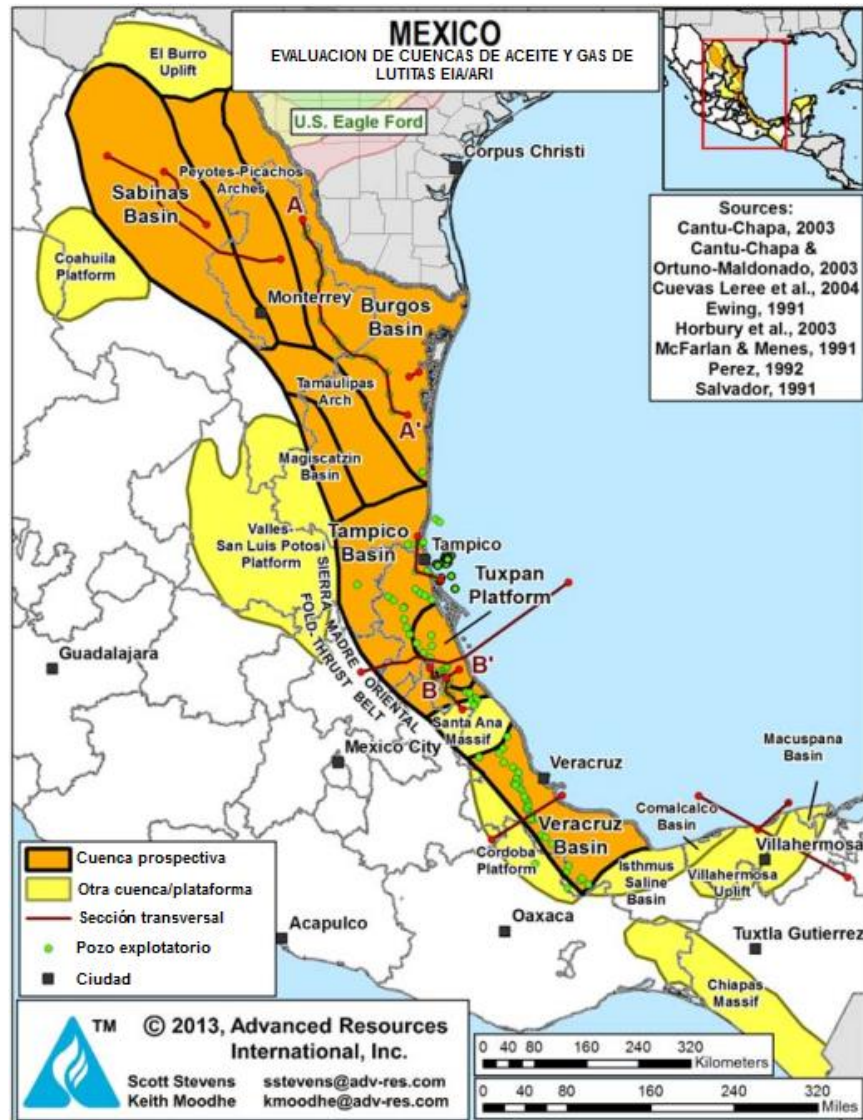 MEXICO
EVALUACION DE CUENCAS DE ACEITE Y GAS DE
LUTITAS EIA/ARI
El Burro
Uplift
U.S. Eagle Ford
Corpus Christi
Peyotes-Picachos
Arches
Sabinas
Basin
A
Coahuila
Platform
Monterrey
Burgos
Basin
Tamaulipas
Arch
A'
Magiscatzin
Basin
Valles-
San Luis Potosi
Platform
Tampico
Basin
Tampico
Tuxpan
Platform
SIERRA MADRE ORIENTAL
FOLD-THRUST BELT
Guadalajara
B'
B
Santa Ana
Massif
Mexico City
Veracruz
Macuspana
Basin
Comalcalco
Basin
Veracruz
Basin
Cordoba
Platform
Isthmus
Saline
Basin
Villahermosa
Villahermosa
Uplift
Oaxaca
Acapulco
Tuxtla Gutierrez
Chiapas
Massif
Sources:
Cantu-Chapa, 2003
Cantu-Chapa &
Ortuno-Maldonado, 2003
Cuevas Leree et al., 2004
Ewing, 1991
Horbury et al., 2003
McFarlan & Menes, 1991
Perez, 1992
Salvador, 1991
Cuenca prospectiva
Otra cuenca/plataforma
Sección transversal
Pozo explotatorio
Ciudad
TM
© 2013, Advanced Resources
International, Inc.
Scott Stevens sstevens@adv-res.com
Keith Moodhe kmoodhe@adv-res.com
0 40 80 160 240 320
Kilometers
0 40 80 160 240 320
Miles